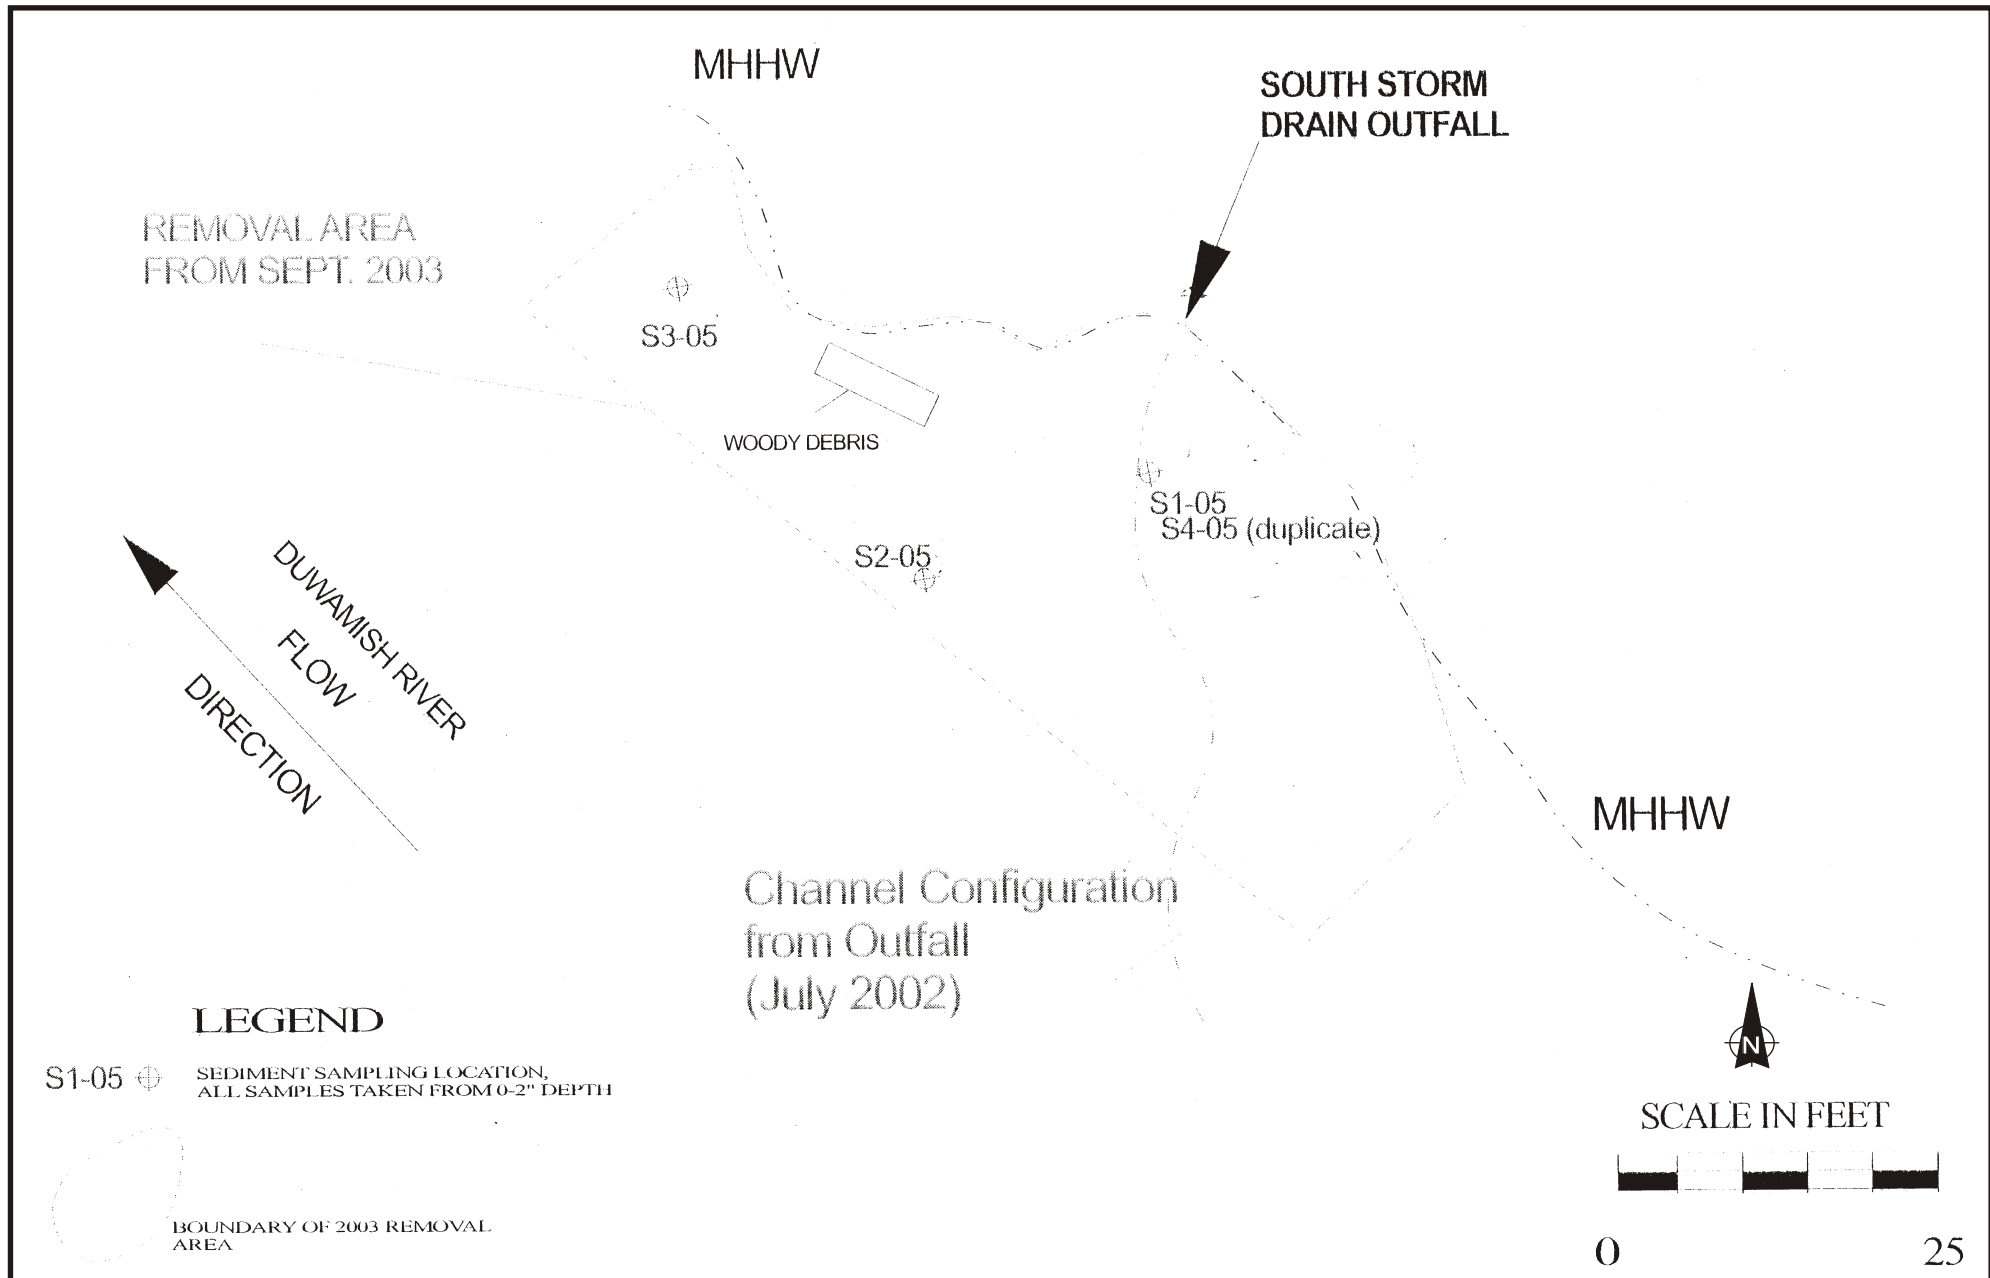 MHHW
SOUTH STORM
DRAIN OUTFALL
REMOVAL AREA
FROM SEPT. 2003
S3-05
WOODY DEBRIS
S1-05
S4-05 (duplicate)
S2-05
DUWAMISH RIVER
FLOW
DIRECTION
MHHW
Channel Configuration
from Outfall
(July 2002)
N
LEGEND
S1-05
SEDIMENT SAMPLING LOCATION,
ALL SAMPLES TAKEN FROM 0-2" DEPTH
BOUNDARY OF 2003 REMOVAL
AREA
SCALE IN FEET
0 25